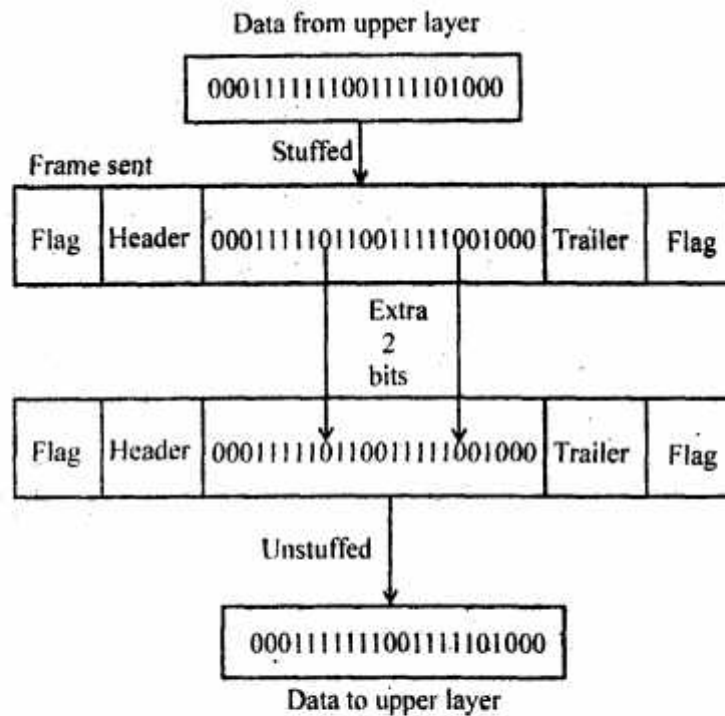 Data from upper layer
0001111111001111101000
Stuffed
Frame sent
Flag Header 000111110110011111001000 Trailer Flag
Extra
2
bits
Flag Header 000111110110011111001000 Trailer Flag
Unstuffed
0001111111001111101000
Data to upper layer